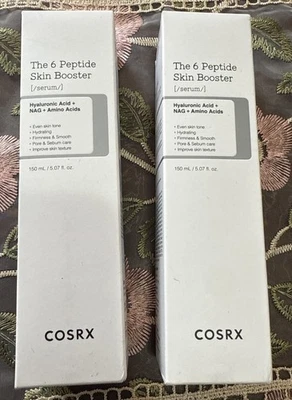 The 6 Peptide
Skin Booster
[/serum/]
Hyaluronic Acid +
NAG + Amino Acids
• Even skin tone
• Hydrating
• Firmness & Smooth
• Pore & Sebum care
• Improve skin texture
150 mL / 5.07 fl. oz.
COSRX
The 6 Peptide
Skin Booster
[/serum/]
Hyaluronic Acid +
NAG + Amino Acids
• Even skin tone
• Hydrating
• Firmness & Smooth
• Pore & Sebum care
• Improve skin texture
150 mL / 5.07 fl. oz.
COSRX